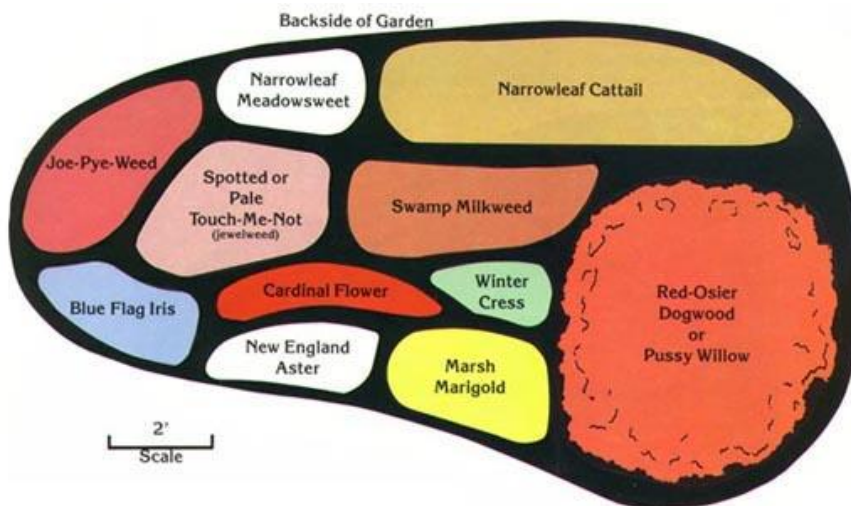 Backside of Garden
Narrowleaf
Meadowsweet
Narrowleaf Cattail
Joe-Pye-Weed
Spotted or
Pale
Touch-Me-Not
(jewelweed)
Swamp Milkweed
Blue Flag Iris
Cardinal Flower
Winter
Cress
Red-Osier
Dogwood
or
Pussy Willow
New England
Aster
Marsh
Marigold
2'
Scale